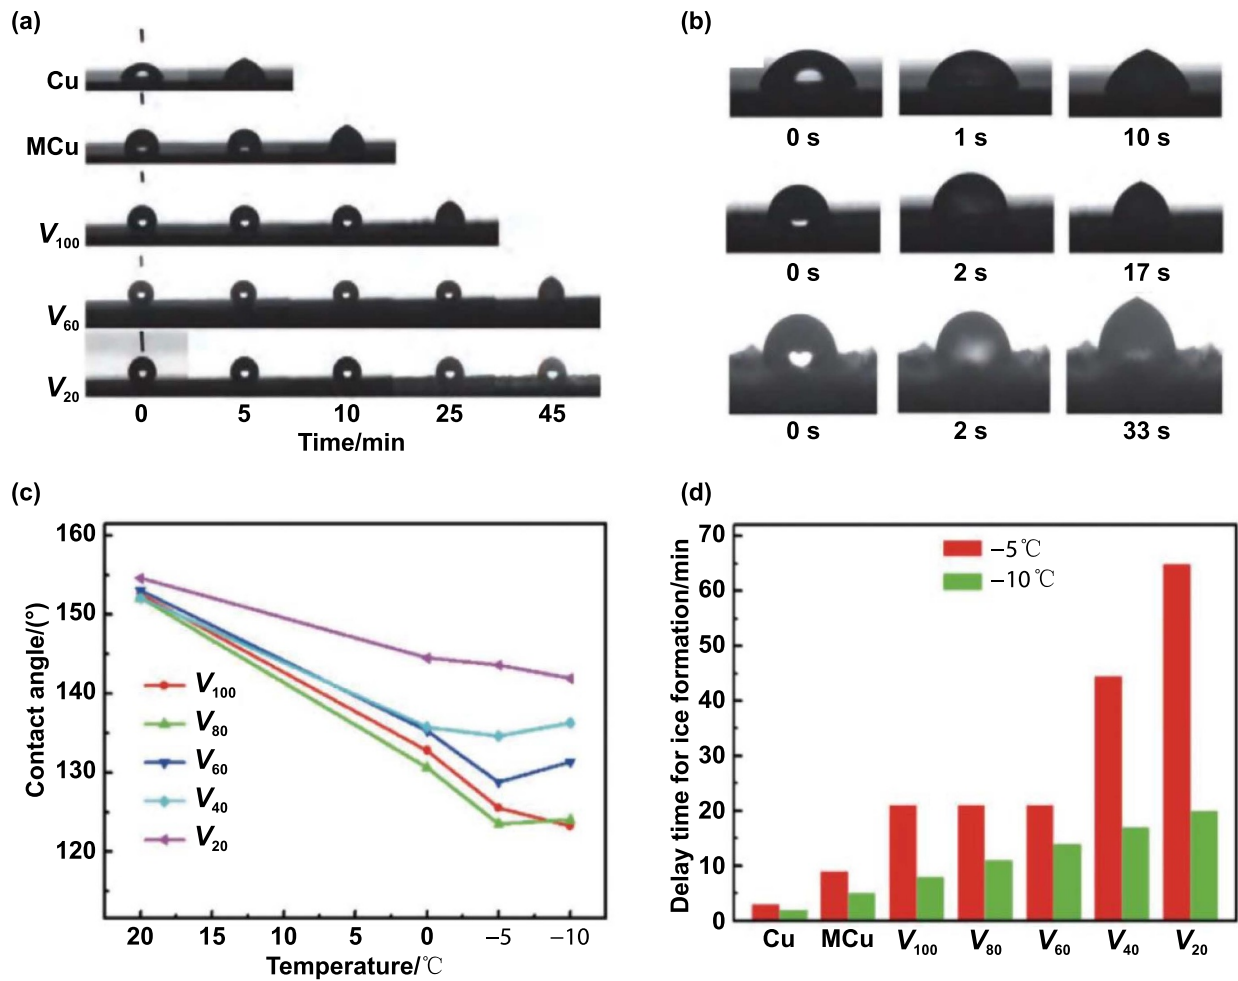 (a)
Cu
MCu
V100
V60
V20
0 5 10 25 45
Time/min
(b)
0 s 1 s 10 s
0 s 2 s 17 s
0 s 2 s 33 s
(c)
160
150
140
130
120
Contact angle/(°)
V100
V80
V60
V40
V20
20 15 10 5 0 −5 −10
Temperature/℃
(d)
70
60
50
40
30
20
10
0
Delay time for ice formation/min
−5℃
−10℃
Cu MCu V100 V80 V60 V40 V20